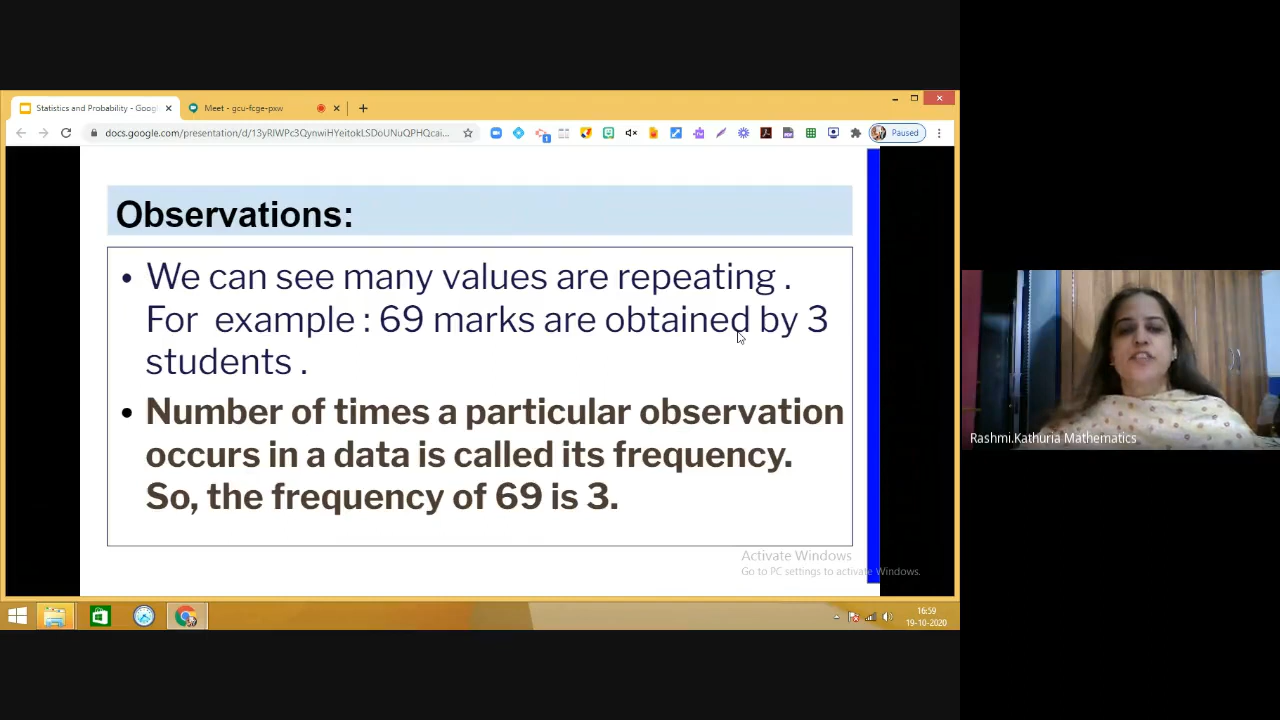 Statistics and Probability - Goog
Meet - gcu-fcge-pxw
docs.google.com/presentation/d/13yRlWPc3QynwiHYeitokLSDoUNuQPHQcai...
Paused
Observations:
• We can see many values are repeating .
For example : 69 marks are obtained by 3
students .
• Number of times a particular observation
occurs in a data is called its frequency.
So, the frequency of 69 is 3.
Activate Windows
Go to PC settings to activate Windows.
16:59
19-10-2020
Rashmi.Kathuria Mathematics